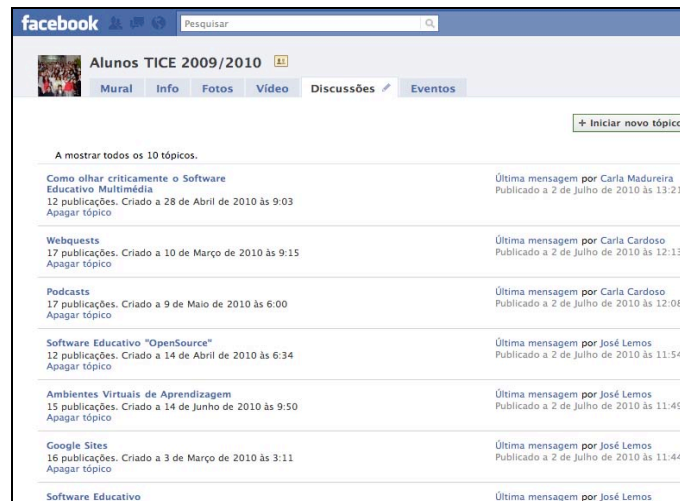 facebook
Pesquisar
Alunos TICE 2009/2010
Mural Info Fotos Vídeo Discussões Eventos
+ Iniciar novo tópico
A mostrar todos os 10 tópicos.
Como olhar criticamente o Software
Educativo Multimédia
12 publicações. Criado a 28 de Abril de 2010 às 9:03
Apagar tópico
Última mensagem por Carla Madureira
Publicado a 2 de Julho de 2010 às 13:21
Webquests
17 publicações. Criado a 10 de Março de 2010 às 9:15
Apagar tópico
Última mensagem por Carla Cardoso
Publicado a 2 de Julho de 2010 às 12:13
Podcasts
17 publicações. Criado a 9 de Maio de 2010 às 6:00
Apagar tópico
Última mensagem por Carla Cardoso
Publicado a 2 de Julho de 2010 às 12:08
Software Educativo "OpenSource"
12 publicações. Criado a 14 de Abril de 2010 às 6:34
Apagar tópico
Última mensagem por José Lemos
Publicado a 2 de Julho de 2010 às 11:54
Ambientes Virtuais de Aprendizagem
15 publicações. Criado a 14 de Junho de 2010 às 9:50
Apagar tópico
Última mensagem por José Lemos
Publicado a 2 de Julho de 2010 às 11:49
Google Sites
16 publicações. Criado a 3 de Março de 2010 às 3:11
Apagar tópico
Última mensagem por José Lemos
Publicado a 2 de Julho de 2010 às 11:44
Software Educativo
Última mensagem por José Lemos